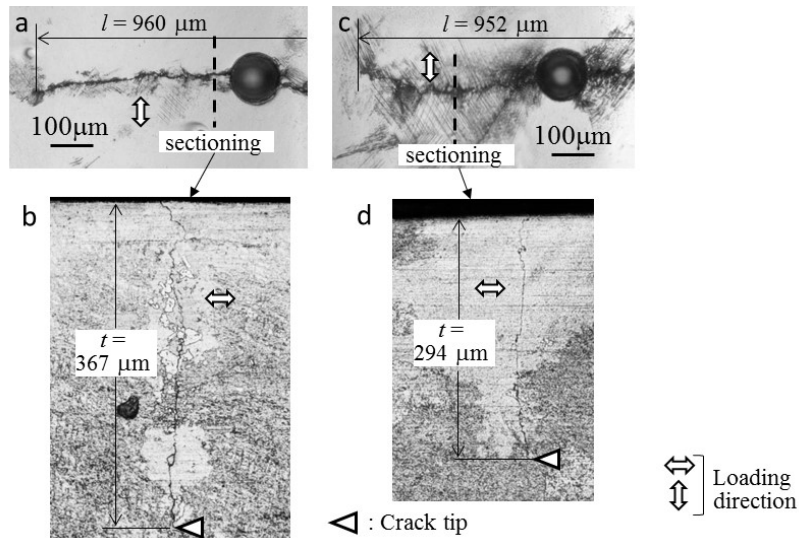 a
l = 960 μm
100μm
sectioning
c
l = 952 μm
100μm
sectioning
b
t =
367 μm
d
t =
294 μm
: Crack tip
Loading
direction